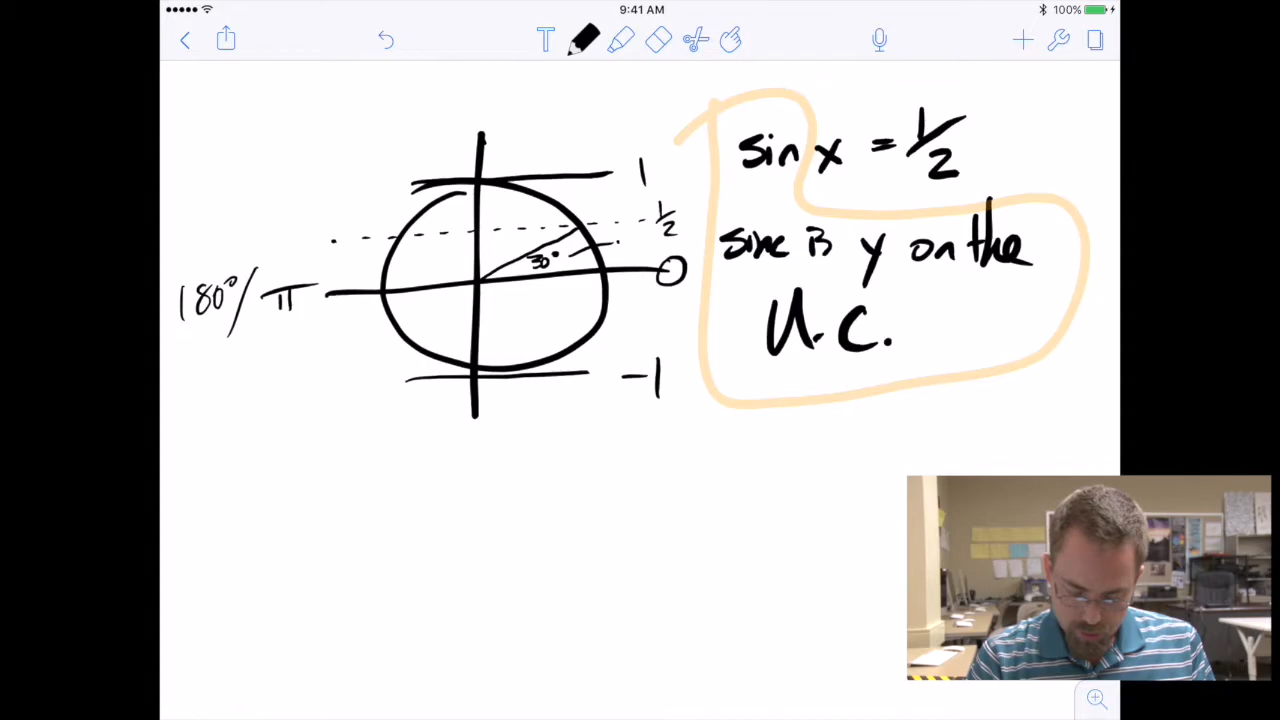 9:41 AM
100%
T
sin x = 1/2
sine is y on the
U.C.
1
1/2
30°
0
180°/π
-1